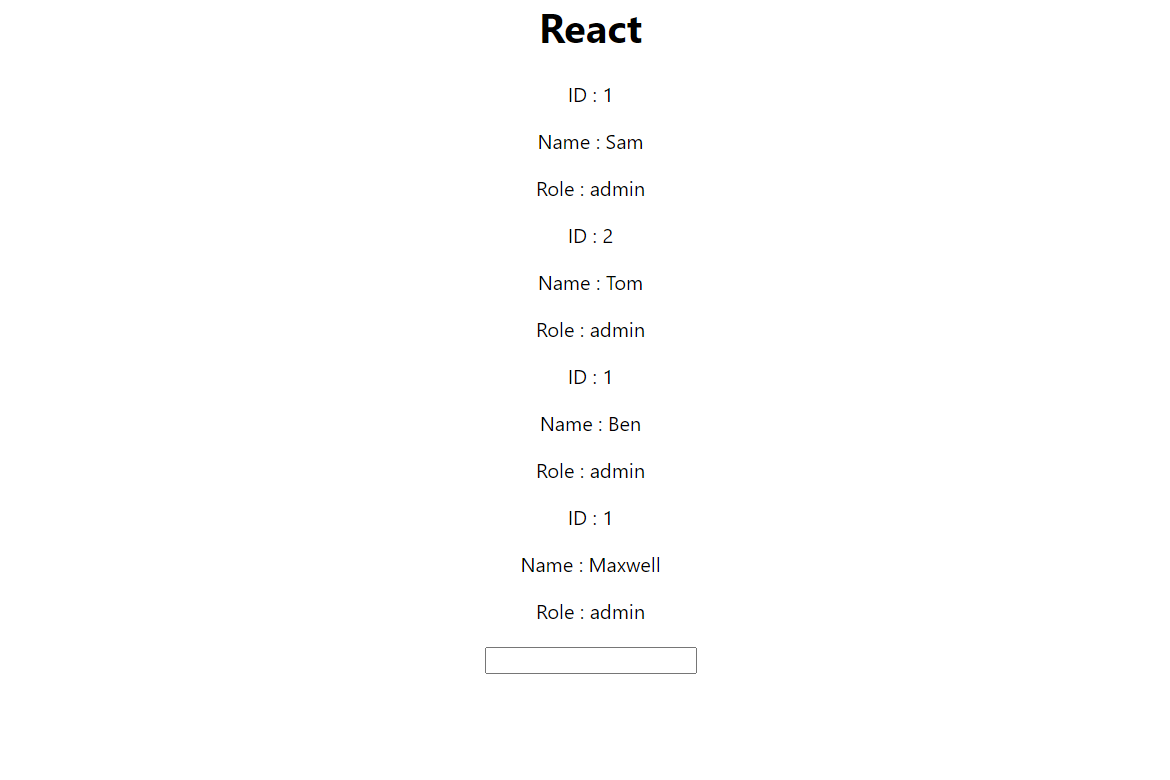 React
ID : 1
Name : Sam
Role : admin
ID : 2
Name : Tom
Role : admin
ID : 1
Name : Ben
Role : admin
ID : 1
Name : Maxwell
Role : admin